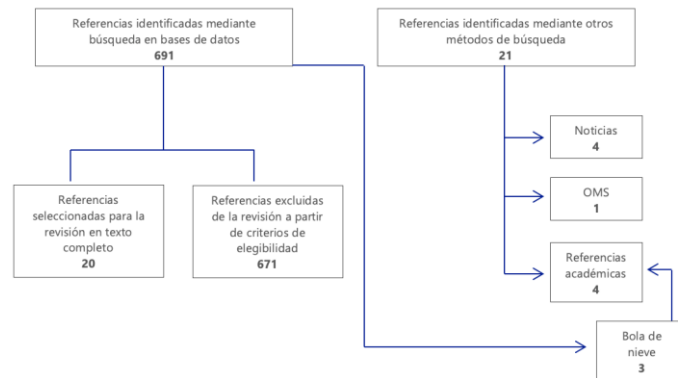 Referencias identificadas mediante
búsqueda en bases de datos
691
Referencias identificadas mediante otros
métodos de búsqueda
21
Noticias
4
OMS
1
Referencias
seleccionadas para la
revisión en texto
completo
20
Referencias excluidas
de la revisión a partir
de criterios de
elegibilidad
671
Referencias
académicas
4
Bola de
nieve
3